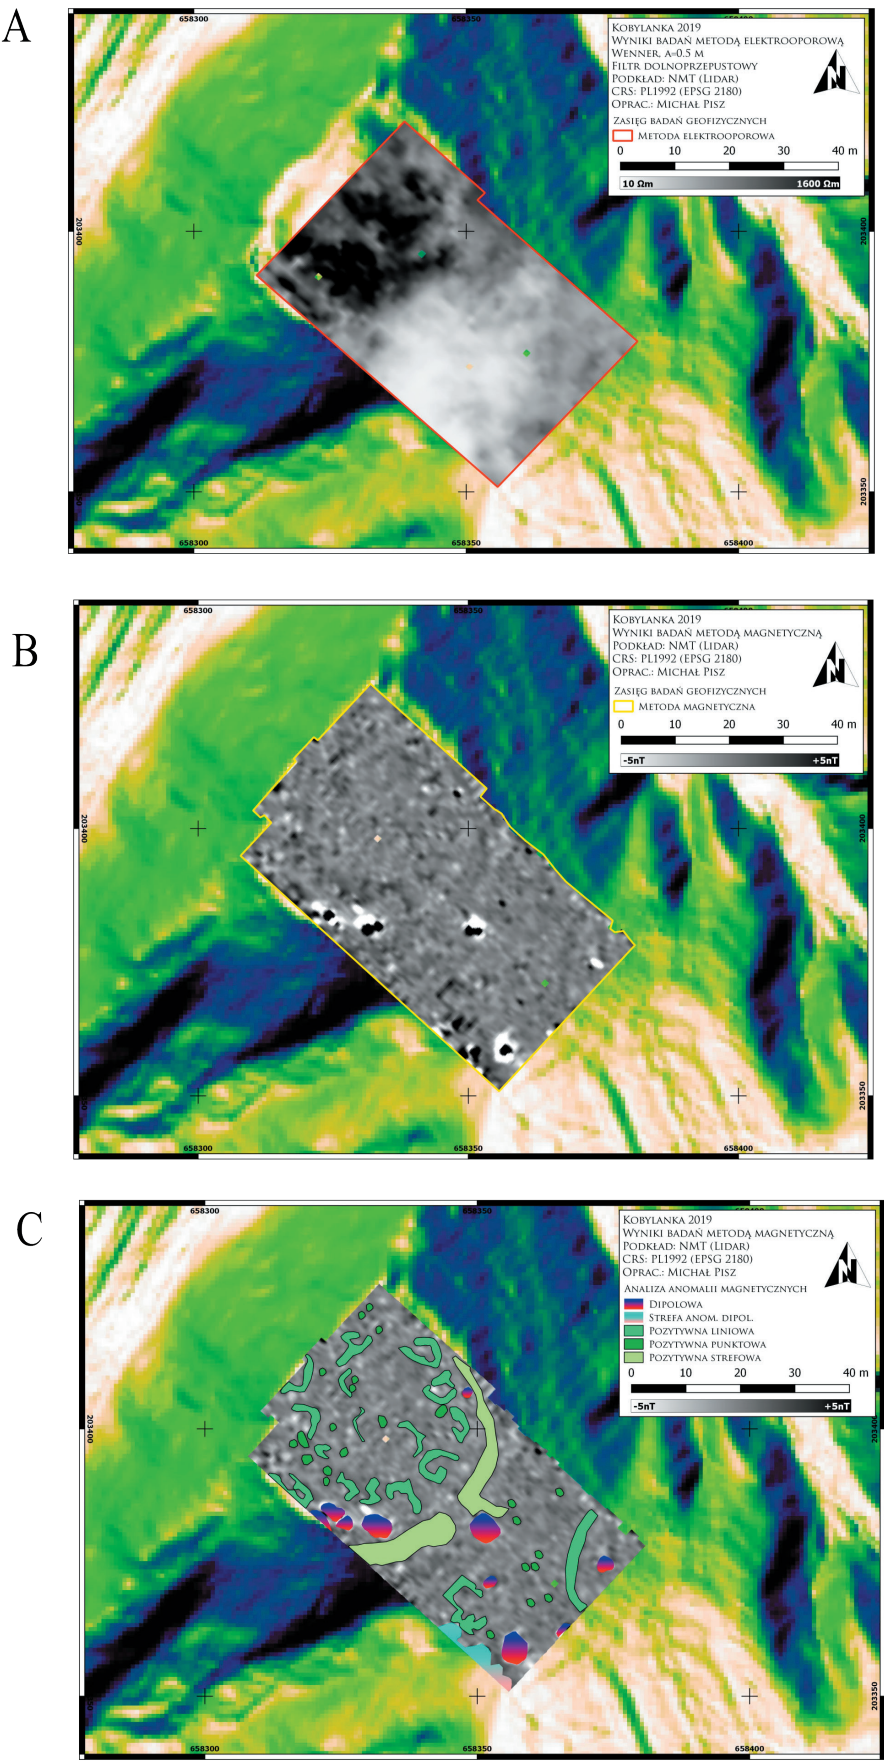 A
658300
658350
658400
KOBYLANKA 2019
WYNIKI BADAŃ METODĄ ELEKTROOPOROWĄ
WENNER, A=0.5 M
FILTR DOLNOPRZEPUSTOWY
PODKŁAD: NMT (LIDAR)
CRS: PL1992 (EPSG 2180)
OPRAC.: MICHAŁ PISZ
N
ZASIĘG BADAŃ GEOFIZYCZNYCH
METODA ELEKTROOPOROWA
0 10 20 30 40 m
10 Ωm 1600 Ωm
203400
203400
203350
203350
658300
658350
658400
B
658300
658350
658400
KOBYLANKA 2019
WYNIKI BADAŃ METODĄ MAGNETYCZNĄ
PODKŁAD: NMT (LIDAR)
CRS: PL1992 (EPSG 2180)
OPRAC.: MICHAŁ PISZ
N
ZASIĘG BADAŃ GEOFIZYCZNYCH
METODA MAGNETYCZNA
0 10 20 30 40 m
-5nT +5nT
203400
203400
203350
203350
658300
658350
658400
C
658300
658350
658400
KOBYLANKA 2019
WYNIKI BADAŃ METODĄ MAGNETYCZNĄ
PODKŁAD: NMT (LIDAR)
CRS: PL1992 (EPSG 2180)
OPRAC.: MICHAŁ PISZ
N
ANALIZA ANOMALII MAGNETYCZNYCH
DIPOLOWA
STREFA ANOM. DIPOL.
POZYTYWNA LINIOWA
POZYTYWNA PUNKTOWA
POZYTYWNA STREFOWA
0 10 20 30 40 m
-5nT +5nT
203400
203400
203350
203350
658300
658350
658400